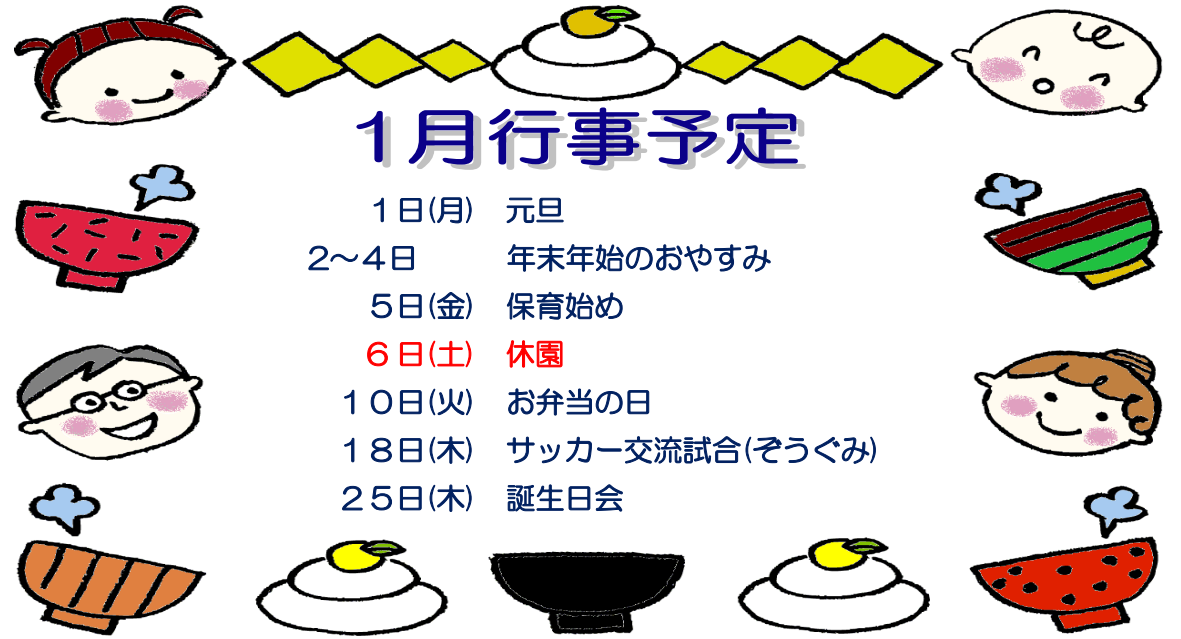 １月行事予定
１日(月)　元旦
２～４日　年末年始のおやすみ
５日(金)　保育始め
６日(土)　休園
１０日(火)　お弁当の日
１８日(木)　サッカー交流試合(ぞうぐみ)
２５日(木)　誕生日会